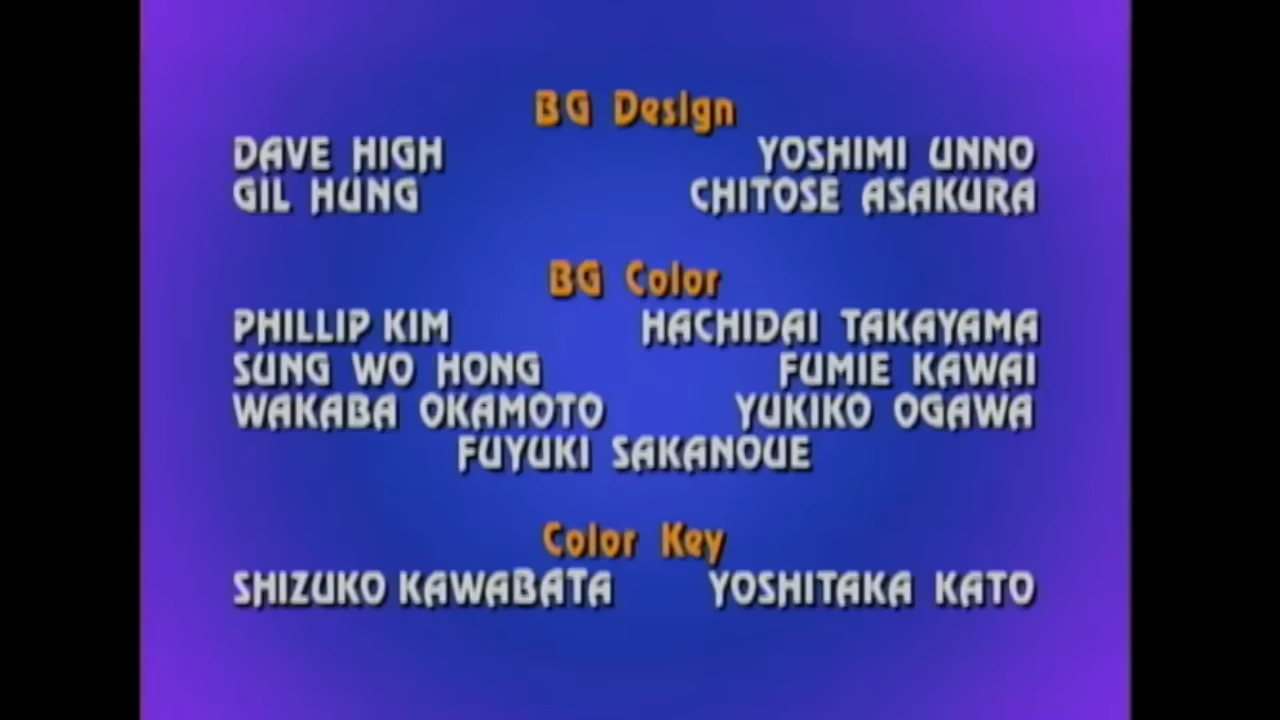 BG Design
DAVE HIGH YOSHIMI UNNO
GIL HUNG CHITOSE ASAKURA
BG Color
PHILLIP KIM HACHIDAI TAKAYAMA
SUNG WO HONG FUMIE KAWAI
WAKABA OKAMOTO YUKIKO OGAWA
FUYUKI SAKANOUE
Color Key
SHIZUKO KAWABATA YOSHITAKA KATO